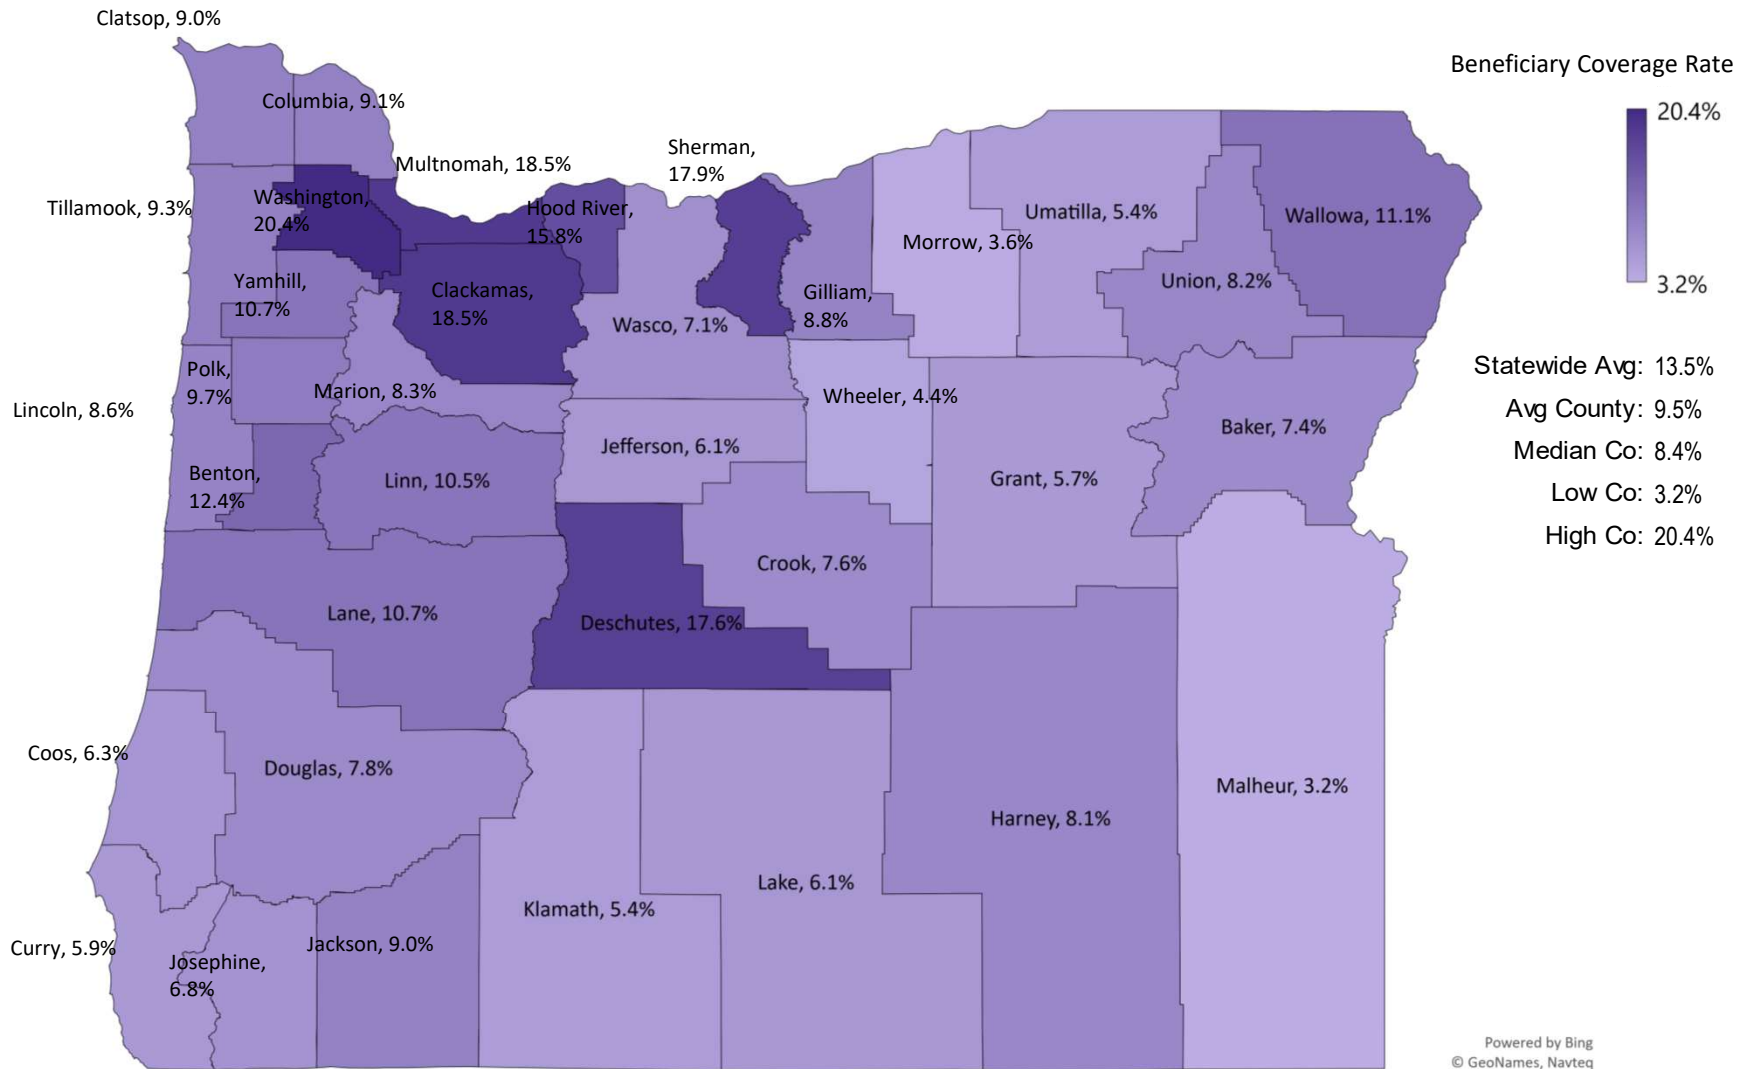 Clatsop, 9.0%
Beneficiary Coverage Rate
Columbia, 9.1%
20.4%
Sherman,
17.9%
Multnomah, 18.5%
Washington,
20.4%
Tillamook, 9.3%
Hood River,
15.8%
Umatilla, 5.4%
Wallowa, 11.1%
Morrow, 3.6%
Yamhill,
10.7%
Clackamas,
18.5%
Gilliam,
8.8%
Union, 8.2%
3.2%
Wasco, 7.1%
Statewide Avg: 13.5%
Polk,
9.7%
Marion, 8.3%
Wheeler, 4.4%
Lincoln, 8.6%
Avg County: 9.5%
Baker, 7.4%
Jefferson, 6.1%
Median Co: 8.4%
Benton,
12.4%
Linn, 10.5%
Grant, 5.7%
Low Co: 3.2%
High Co: 20.4%
Crook, 7.6%
Lane, 10.7%
Deschutes, 17.6%
Coos, 6.3%
Douglas, 7.8%
Malheur, 3.2%
Harney, 8.1%
Lake, 6.1%
Klamath, 5.4%
Curry, 5.9%
Jackson, 9.0%
Josephine,
6.8%
Powered by Bing
© GeoNames, Navteq